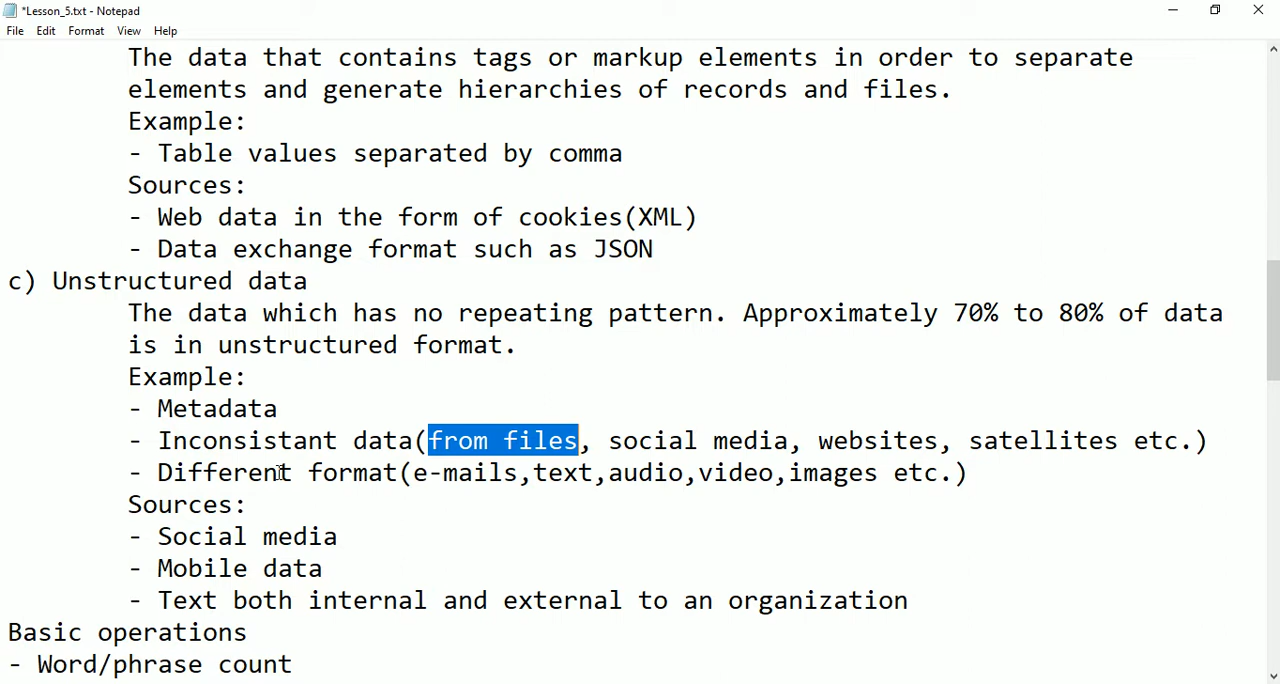 *Lesson_5.txt - Notepad
File Edit Format View Help
The data that contains tags or markup elements in order to separate
elements and generate hierarchies of records and files.
Example:
- Table values separated by comma
Sources:
- Web data in the form of cookies(XML)
- Data exchange format such as JSON
c) Unstructured data
The data which has no repeating pattern. Approximately 70% to 80% of data
is in unstructured format.
Example:
- Metadata
- Inconsistant data(from files, social media, websites, satellites etc.)
- Different format(e-mails,text,audio,video,images etc.)
Sources:
- Social media
- Mobile data
- Text both internal and external to an organization
Basic operations
- Word/phrase count